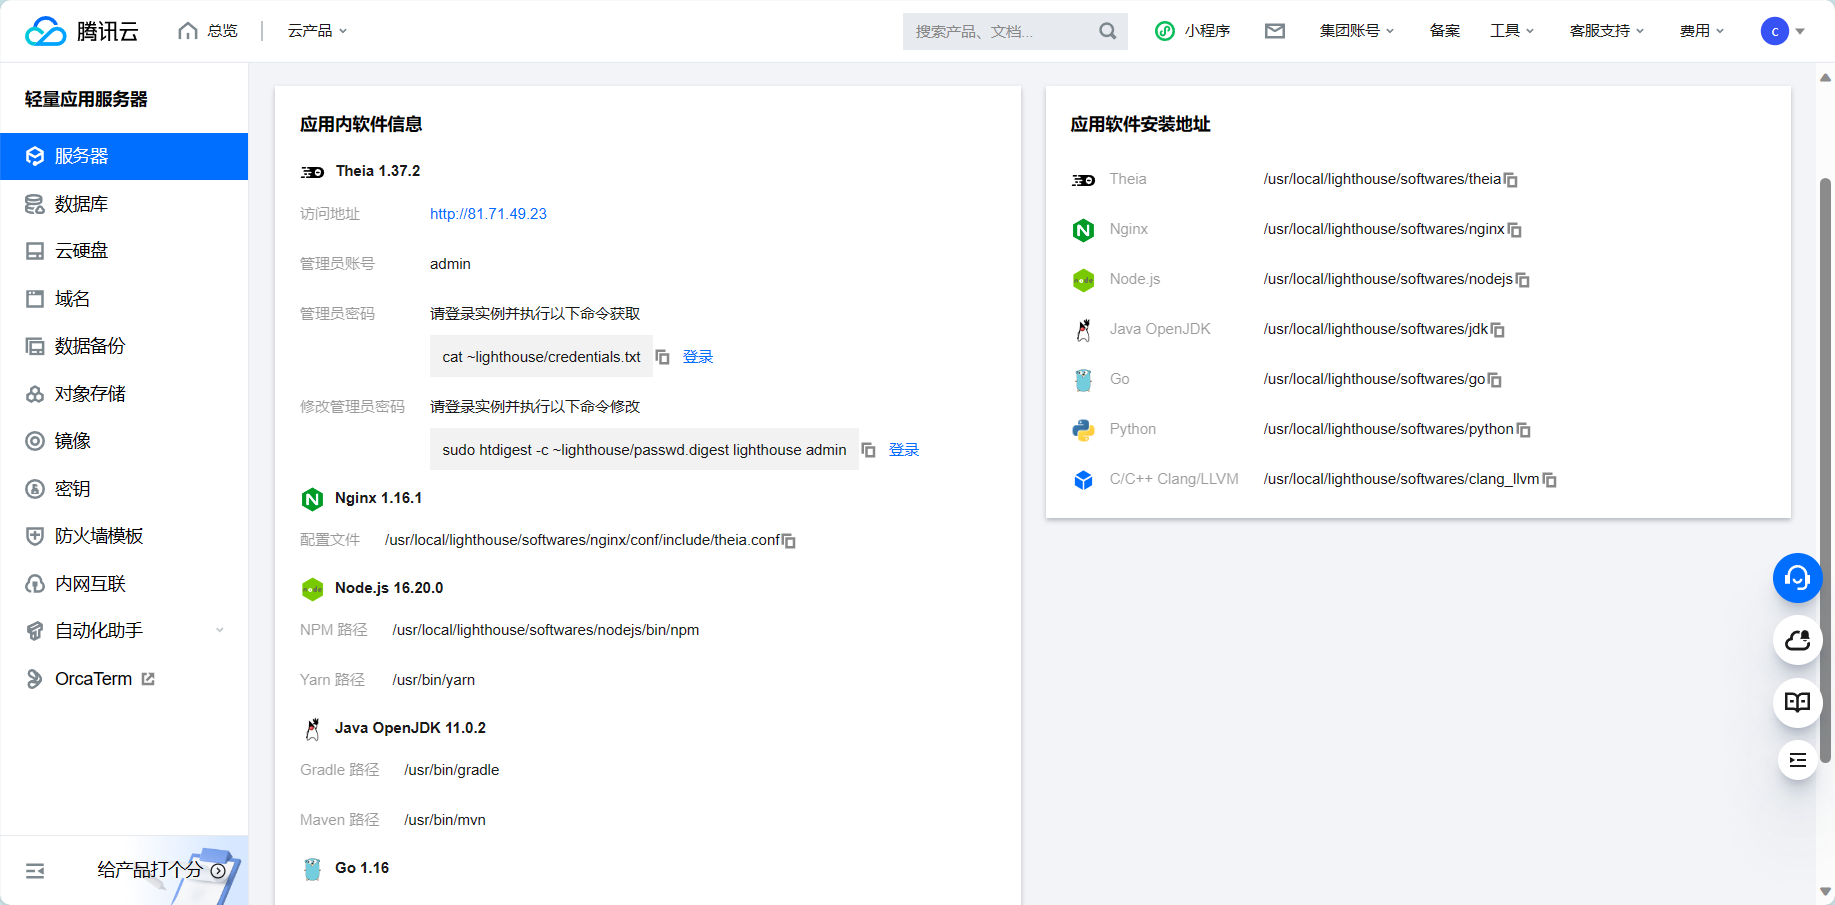 腾讯云
总览
云产品
搜索产品、文档...
小程序
集团账号
备案
工具
客服支持
费用
c
轻量应用服务器
服务器
数据库
云硬盘
域名
数据备份
对象存储
镜像
密钥
防火墙模板
内网互联
自动化助手
OrcaTerm
给产品打个分
应用内软件信息
Theia 1.37.2
访问地址 http://81.71.49.23
管理员账号 admin
管理员密码 请登录实例并执行以下命令获取
cat ~lighthouse/credentials.txt 登录
修改管理员密码 请登录实例并执行以下命令修改
sudo htdigest -c ~lighthouse/passwd.digest lighthouse admin 登录
Nginx 1.16.1
配置文件 /usr/local/lighthouse/softwares/nginx/conf/include/theia.conf
node Node.js 16.20.0
NPM 路径 /usr/local/lighthouse/softwares/nodejs/bin/npm
Yarn 路径 /usr/bin/yarn
Java OpenJDK 11.0.2
Gradle 路径 /usr/bin/gradle
Maven 路径 /usr/bin/mvn
Go 1.16
应用软件安装地址
Theia /usr/local/lighthouse/softwares/theia
Nginx /usr/local/lighthouse/softwares/nginx
node Node.js /usr/local/lighthouse/softwares/nodejs
Java OpenJDK /usr/local/lighthouse/softwares/jdk
Go /usr/local/lighthouse/softwares/go
Python /usr/local/lighthouse/softwares/python
C/C++ Clang/LLVM /usr/local/lighthouse/softwares/clang_llvm